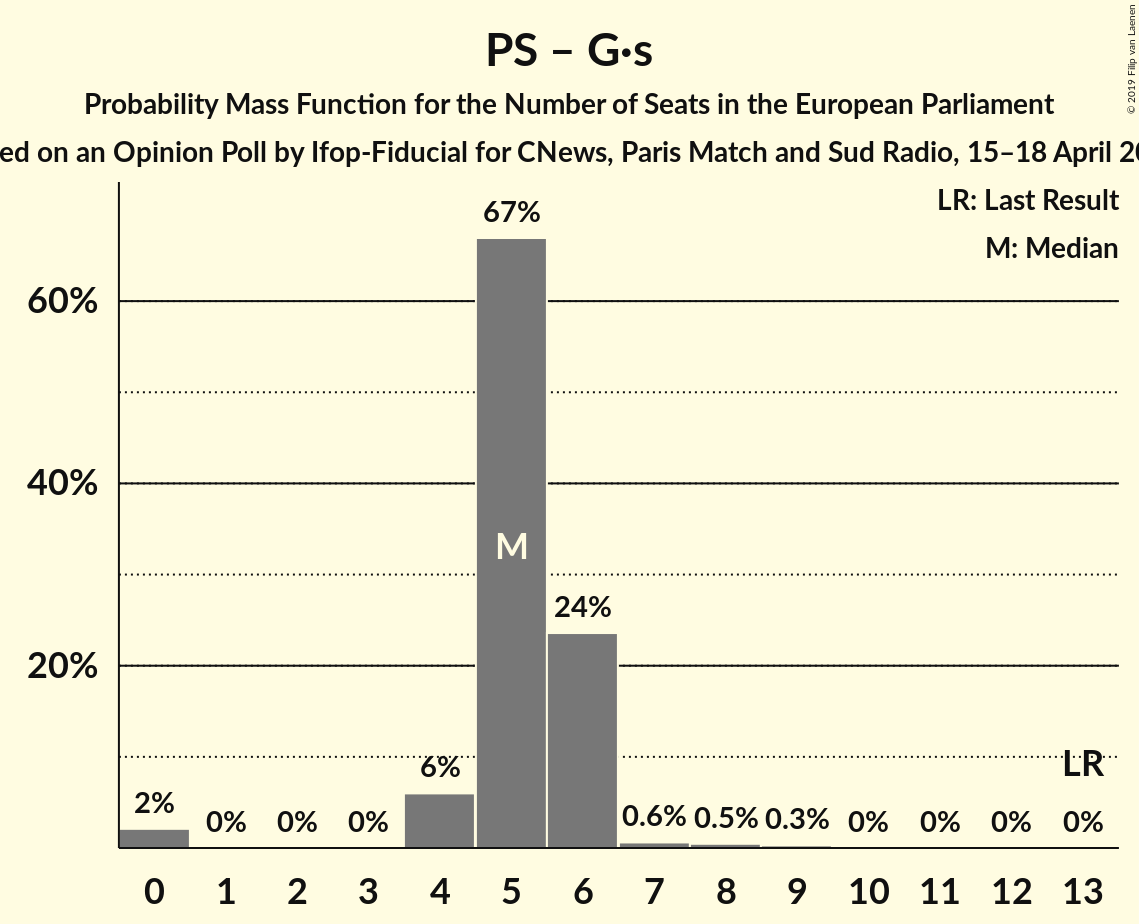 PS – G·s
Probability Mass Function for the Number of Seats in the European Parliament
ed on an Opinion Poll by Ifop-Fiducial for CNews, Paris Match and Sud Radio, 15–18 April 20
© 2019 Filip van Laenen
LR: Last Result
M: Median
67%
60%
40%
M
24%
20%
LR
6%
2% 0% 0% 0% 0.6% 0.5% 0.3% 0% 0% 0% 0%
0 1 2 3 4 5 6 7 8 9 10 11 12 13